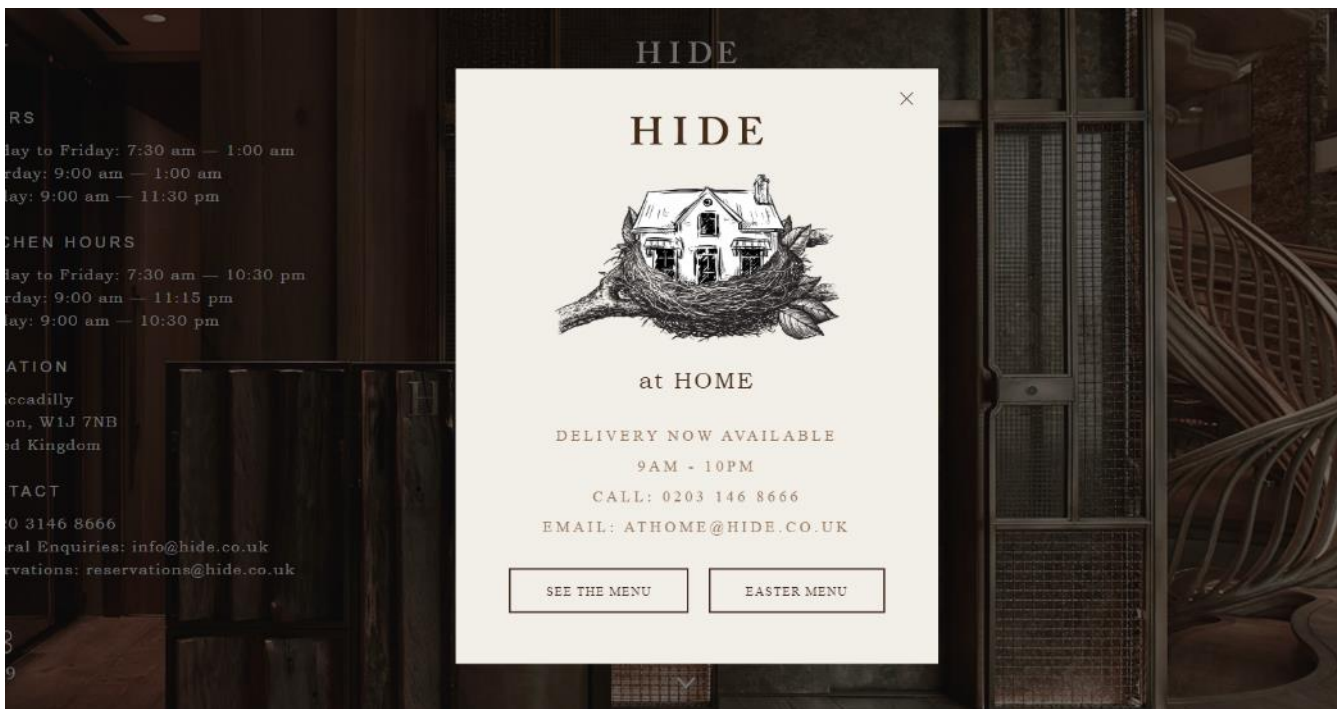 HIDE
RS
day to Friday: 7:30 am — 1:00 am
rday: 9:00 am — 1:00 am
lay: 9:00 am — 11:30 pm
CHEN HOURS
day to Friday: 7:30 am — 10:30 pm
rday: 9:00 am — 11:15 pm
lay: 9:00 am — 10:30 pm
ATION
ccadilly
on, W1J 7NB
ed Kingdom
TACT
0 3146 8666
ral Enquiries: info@hide.co.uk
rvations: reservations@hide.co.uk
9
H
HIDE
at HOME
DELIVERY NOW AVAILABLE
9AM - 10PM
CALL: 0203 146 8666
EMAIL: ATHOME@HIDE.CO.UK
SEE THE MENU
EASTER MENU